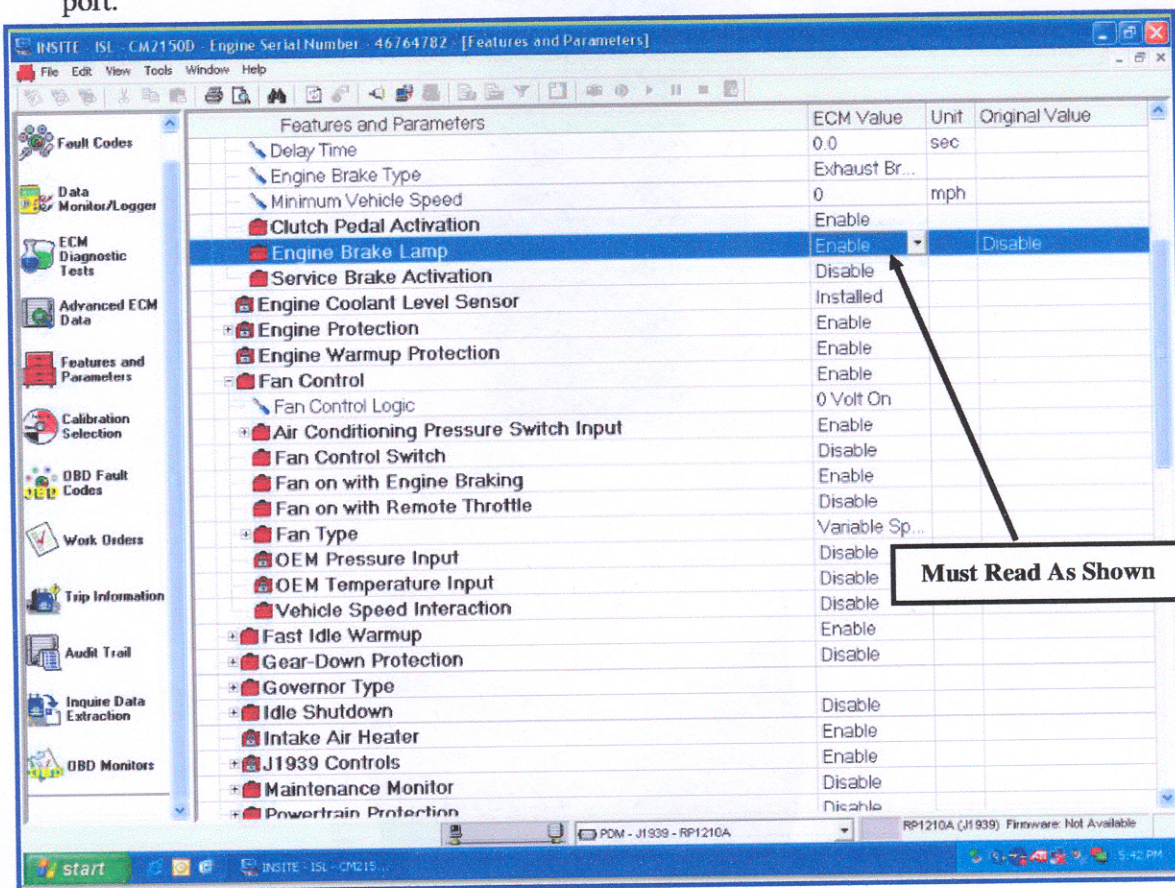 port.
INSITE - ISL - CM2150D - Engine Serial Number - 46764782 - [Features and Parameters]
File Edit View Tools Window Help
Features and Parameters ECM Value Unit Original Value
Fault Codes
Data Monitor/Logger
ECM Diagnostic Tests
Advanced ECM Data
Features and Parameters
Calibration Selection
OBD Fault Codes
Work Orders
Trip Information
Audit Trail
Inquire Data Extraction
OBD Monitors
Delay Time 0.0 sec
Engine Brake Type Exhaust Br...
Minimum Vehicle Speed 0 mph
Clutch Pedal Activation Enable
Engine Brake Lamp Enable Disable
Service Brake Activation Disable
Engine Coolant Level Sensor Installed
Engine Protection Enable
Engine Warmup Protection Enable
Fan Control Enable
Fan Control Logic 0 Volt On
Air Conditioning Pressure Switch Input Enable
Fan Control Switch Disable
Fan on with Engine Braking Enable
Fan on with Remote Throttle Disable
Fan Type Variable Sp...
OEM Pressure Input Disable
OEM Temperature Input Disable
Vehicle Speed Interaction Disable
Must Read As Shown
Fast Idle Warmup Enable
Gear-Down Protection Disable
Governor Type
Idle Shutdown Disable
Intake Air Heater Enable
J1939 Controls Enable
Maintenance Monitor Disable
Powertrain Protection Disable
PDM - J1939 - RP1210A RP1210A (J1939) Firmware: Not Available
start INSITE - ISL - CM215... 5:42 PM